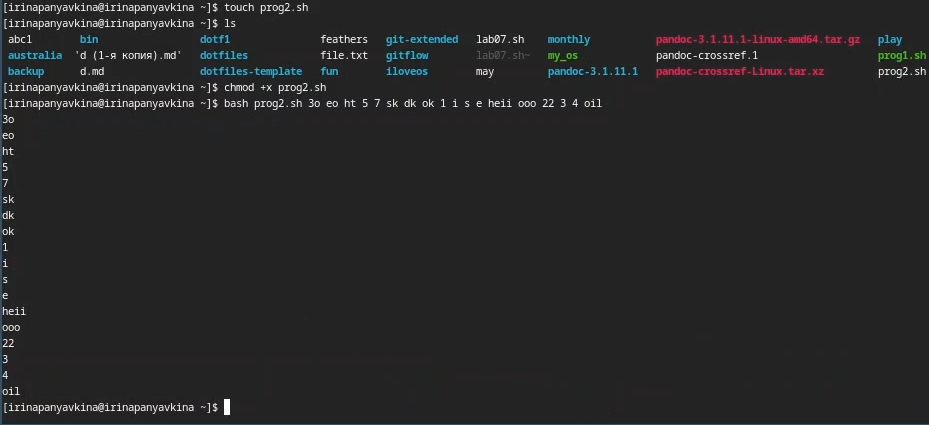 [irinapanyavkina@irinapanyavkina ~]$ touch prog2.sh
[irinapanyavkina@irinapanyavkina ~]$ ls
abc1 bin dotf1 feathers git-extended lab07.sh monthly pandoc-3.1.11.1-linux-amd64.tar.gz play
australia 'd (1-я копия).md' dotfiles file.txt gitflow lab07.sh~ my_os pandoc-crossref.1 prog1.sh
backup d.md dotfiles-template fun iloveos may pandoc-3.1.11.1 pandoc-crossref-Linux.tar.xz prog2.sh
[irinapanyavkina@irinapanyavkina ~]$ chmod +x prog2.sh
[irinapanyavkina@irinapanyavkina ~]$ bash prog2.sh 3o eo ht 5 7 sk dk ok 1 i s e heii ooo 22 3 4 oil
3o
eo
ht
5
7
sk
dk
ok
1
i
s
e
heii
ooo
22
3
4
oil
[irinapanyavkina@irinapanyavkina ~]$